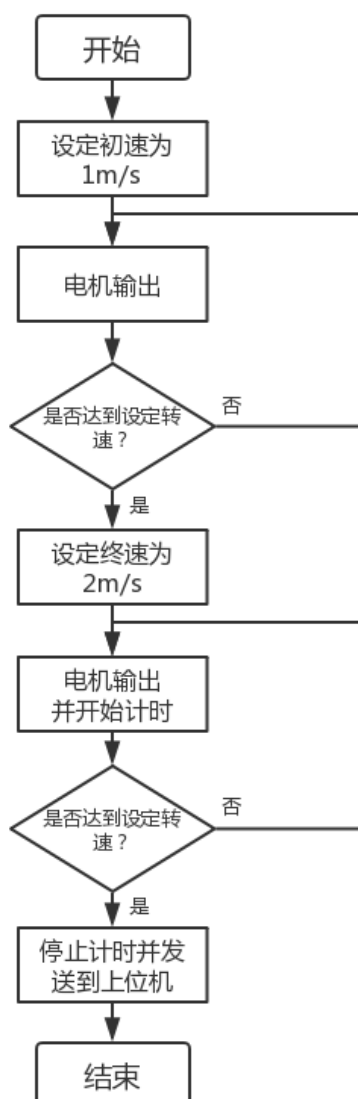 开始
设定初速为
1m/s
电机输出
是否达到设定转
速？
否
是
设定终速为
2m/s
电机输出
并开始计时
是否达到设定转
速？
否
是
停止计时并发
送到上位机
结束